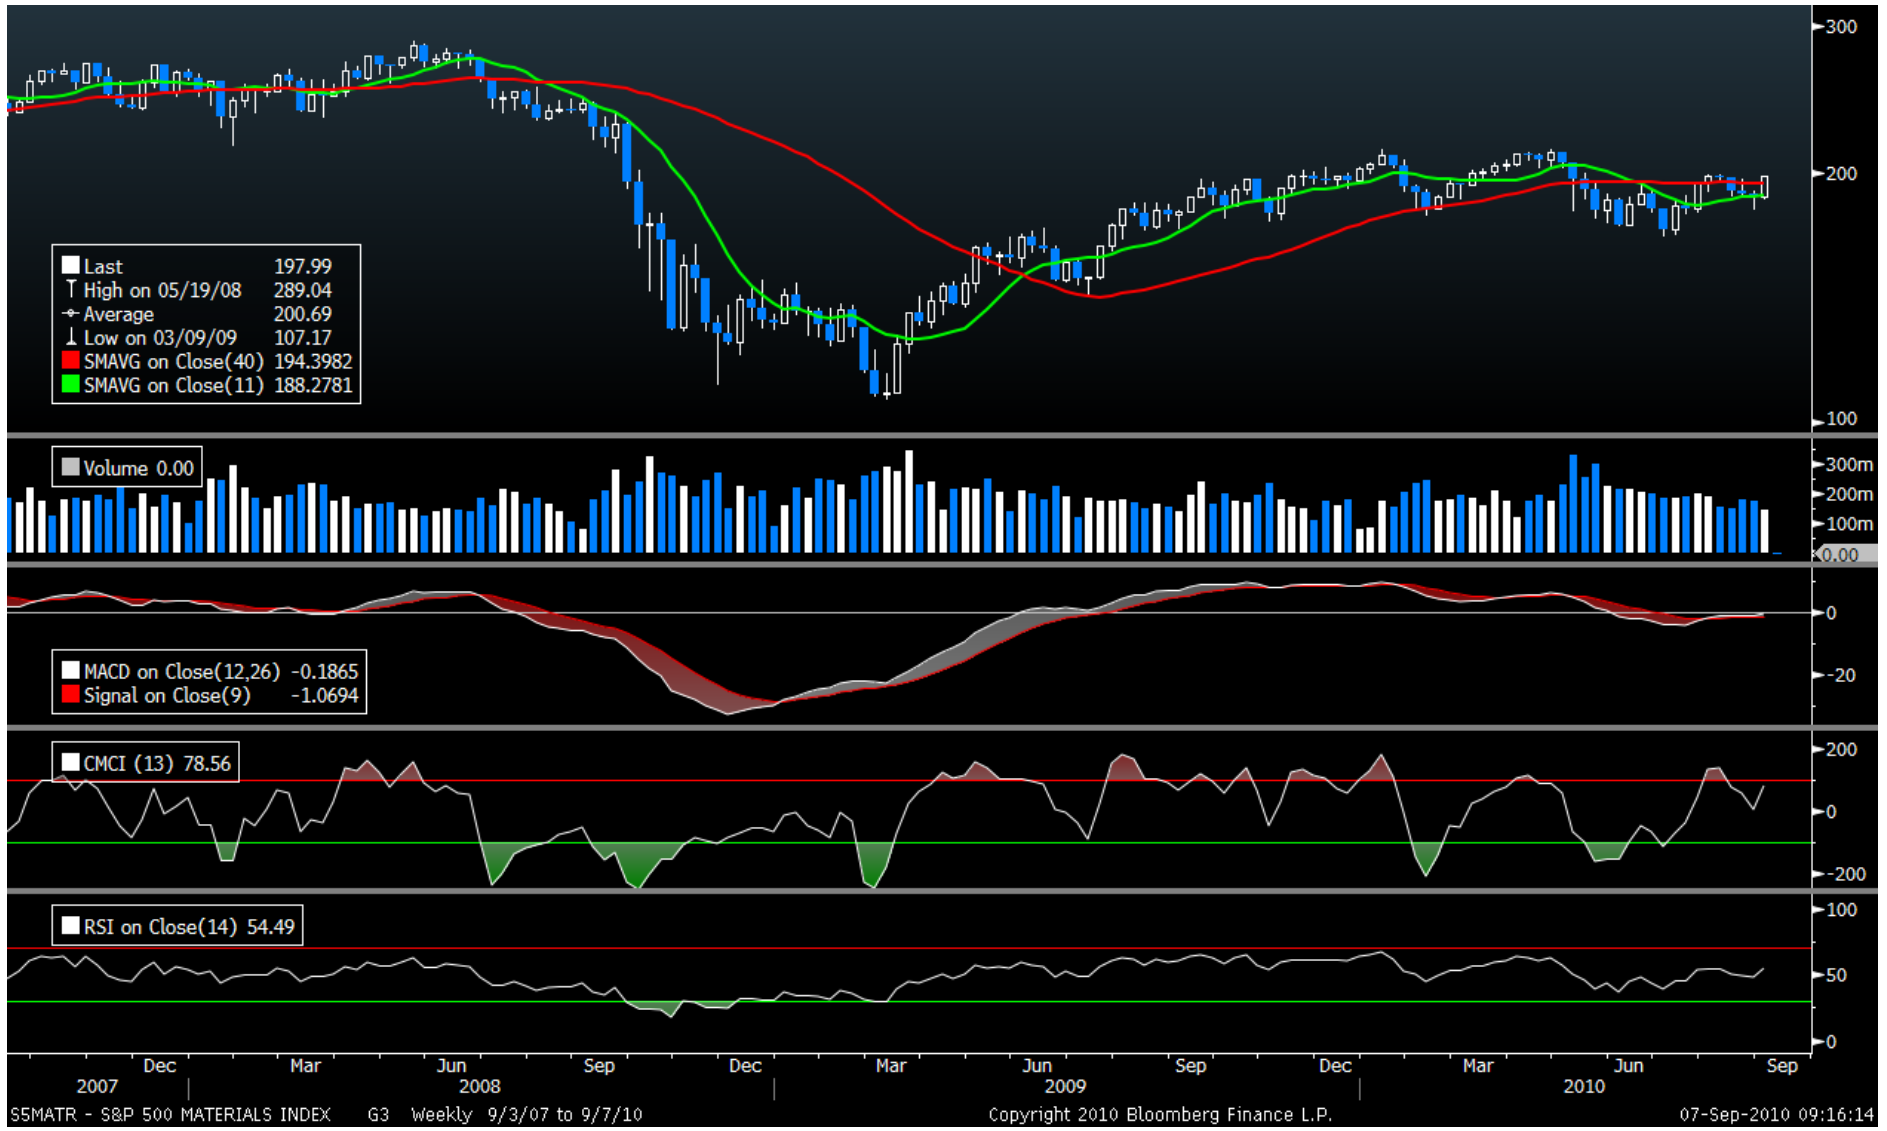 300
200
Last 197.99
High on 05/19/08 289.04
Average 200.69
Low on 03/09/09 107.17
SMAVG on Close(40) 194.3982
SMAVG on Close(11) 188.2781
100
Volume 0.00
300m
200m
100m
0.00
0
MACD on Close(12,26) -0.1865
Signal on Close(9) -1.0694
-20
200
CMCI (13) 78.56
0
-200
100
RSI on Close(14) 54.49
50
0
Dec Mar Jun Sep Dec Mar Jun Sep Dec Mar Jun Sep
2007 2008 2009 2010
S5MATR - S&P 500 MATERIALS INDEX G3 Weekly 9/3/07 to 9/7/10 Copyright 2010 Bloomberg Finance L.P. 07-Sep-2010 09:16:14